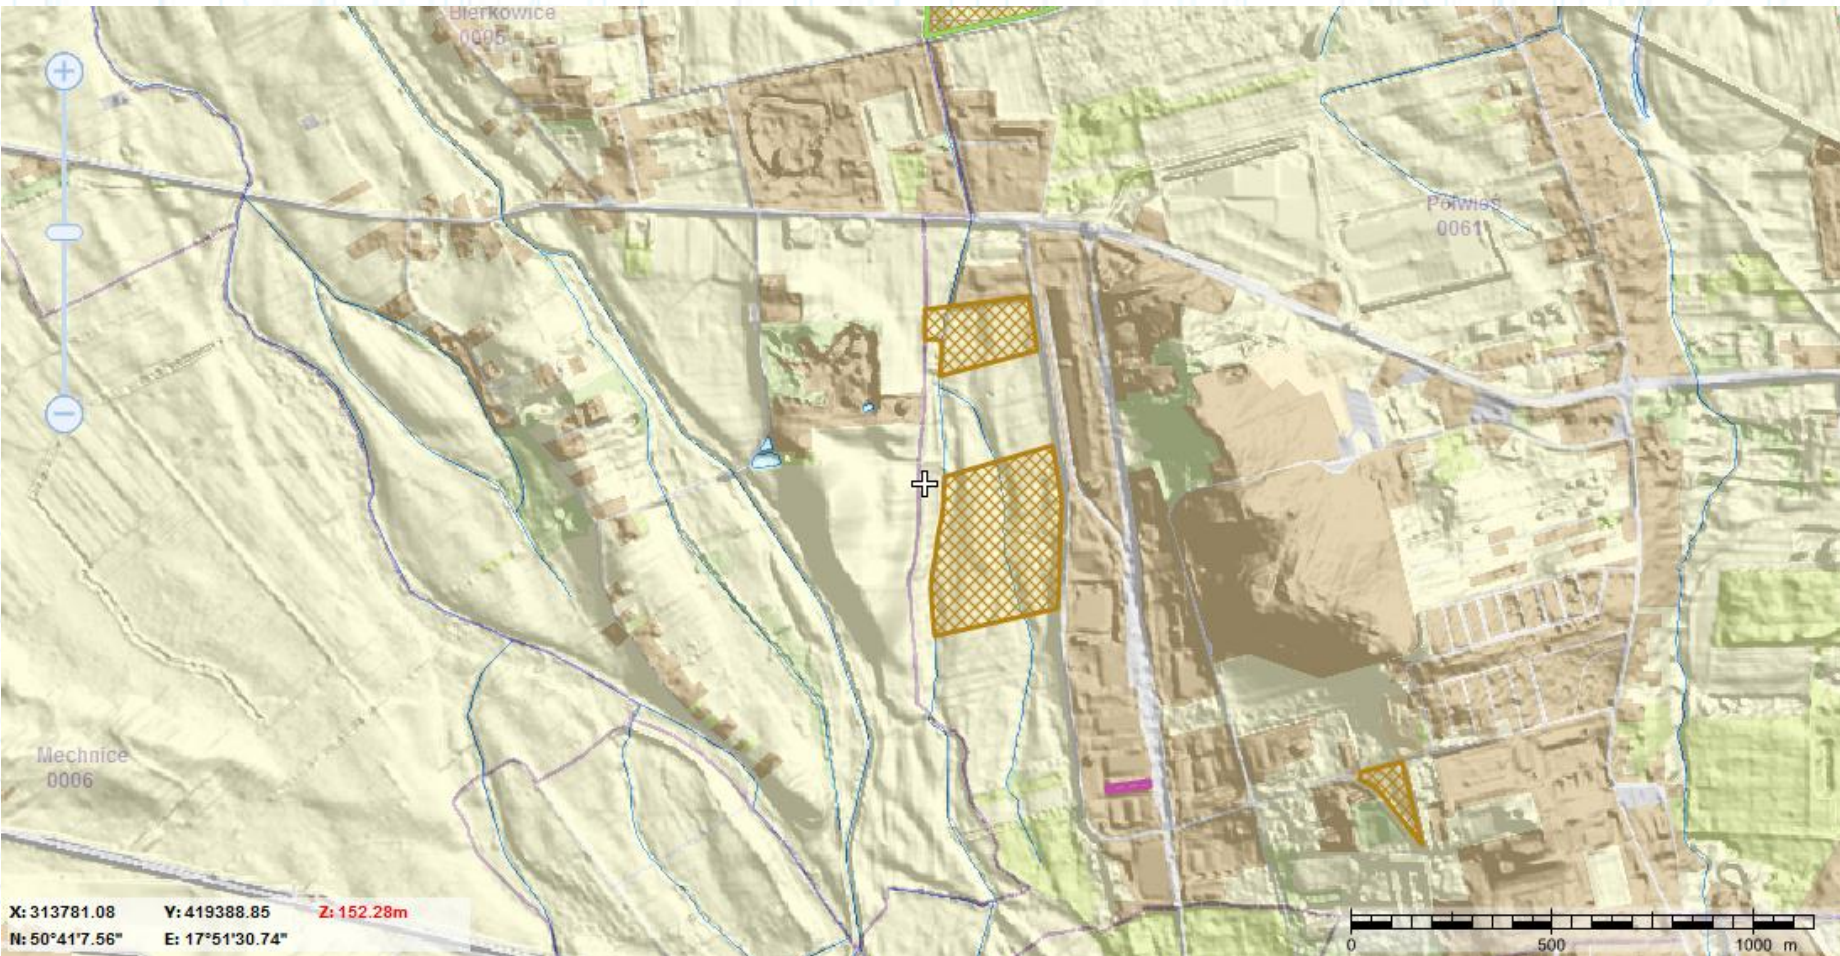 Bierkowice
0005
Półwieś
0061
Mechnice
0006
X: 313781.08 Y: 419388.85 Z: 152.28m
N: 50°41'7.56" E: 17°51'30.74"
0 500 1000 m